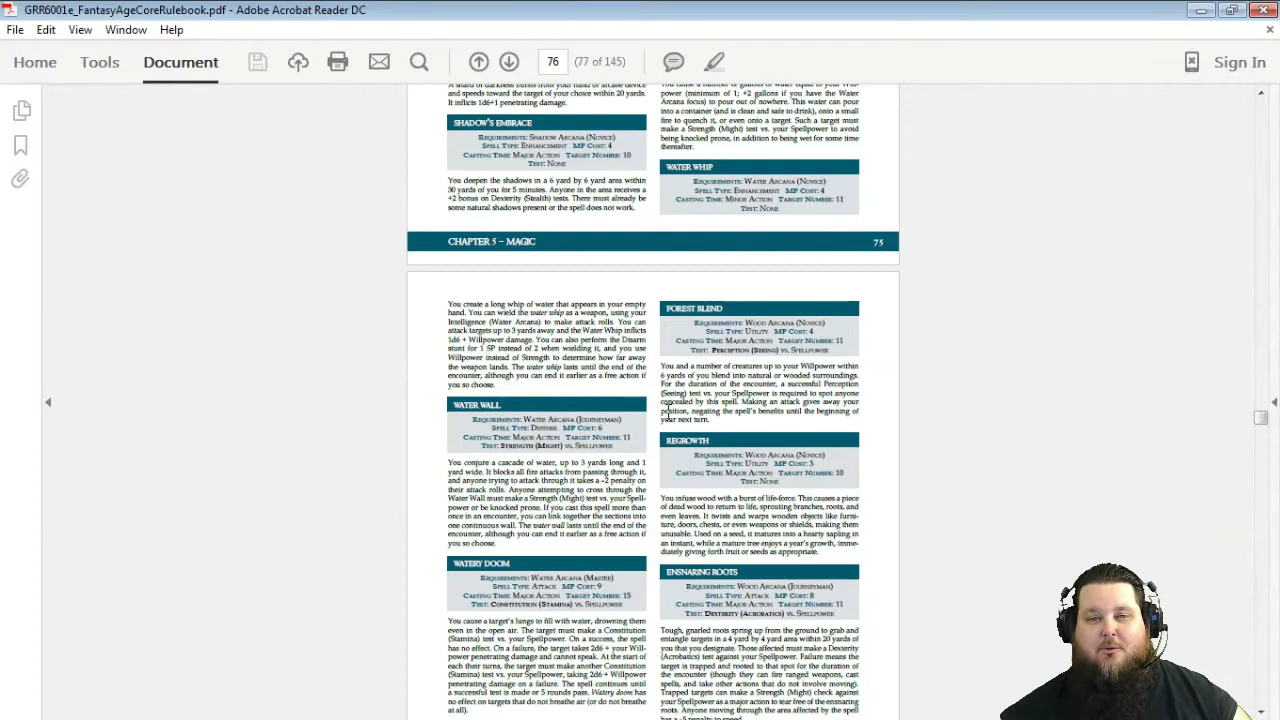 GRR6001e_FantasyAgeCoreRulebook.pdf - Adobe Acrobat Reader DC
File Edit View Window Help
Home Tools Document 76 (77 of 145) Sign In
A shard of darkness bursts from your hand or arcane device
and speeds toward the target of your choice within 20 yards.
It inflicts 1d6+1 penetrating damage.
SHADOW'S EMBRACE
REQUIREMENTS: SHADOW ARCANA (NOVICE)
SPELL TYPE: ENHANCEMENT MP COST: 4
CASTING TIME: MAJOR ACTION TARGET NUMBER: 10
TEST: NONE
You deepen the shadows in a 6 yard by 6 yard area within
30 yards of you for 5 minutes. Anyone in the area receives a
+2 bonus on Dexterity (Stealth) tests. There must already be
some natural shadows present or the spell does not work.
You cause a number of gallons of water equal to your Will-
power (minimum of 1; +2 gallons if you have the Water
Arcana focus) to pour out of nowhere. This water can pour
into a container (and is clean and safe to drink), onto a small
fire to quench it, or even onto a target. Such a target must
make a Strength (Might) test vs. your Spellpower to avoid
being knocked prone, in addition to being wet for some time
thereafter.
WATER WHIP
REQUIREMENTS: WATER ARCANA (NOVICE)
SPELL TYPE: ENHANCEMENT MP COST: 4
CASTING TIME: MINOR ACTION TARGET NUMBER: 11
TEST: NONE
CHAPTER 5 – MAGIC 75
You create a long whip of water that appears in your empty
hand. You can wield the water whip as a weapon, using your
Intelligence (Water Arcana) to make attack rolls. You can
attack targets up to 3 yards away and the Water Whip inflicts
1d6 + Willpower damage. You can also perform the Disarm
stunt for 1 SP instead of 2 when wielding it, and you use
Willpower instead of Strength to determine how far away
the weapon lands. The water whip lasts until the end of the
encounter, although you can end it earlier as a free action if
you so choose.
WATER WALL
REQUIREMENTS: WATER ARCANA (JOURNEYMAN)
SPELL TYPE: DEFENSE MP COST: 6
CASTING TIME: MAJOR ACTION TARGET NUMBER: 11
TEST: STRENGTH (MIGHT) VS. SPELLPOWER
You conjure a cascade of water, up to 3 yards long and 1
yard wide. It blocks all fire attacks from passing through it,
and anyone trying to attack through it takes a –2 penalty on
their attack rolls. Anyone attempting to cross through the
Water Wall must make a Strength (Might) test vs. your Spell-
power or be knocked prone. If you cast this spell more than
once in an encounter, you can link together the sections into
one continuous wall. The water wall lasts until the end of the
encounter, although you can end it earlier as a free action if
you so choose.
WATERY DOOM
REQUIREMENTS: WATER ARCANA (MASTER)
SPELL TYPE: ATTACK MP COST: 9
CASTING TIME: MAJOR ACTION TARGET NUMBER: 15
TEST: CONSTITUTION (STAMINA) VS. SPELLPOWER
You cause a target's lungs to fill with water, drowning them
even in the open air. The target must make a Constitution
(Stamina) test vs. your Spellpower. On a success, the spell
has no effect. On a failure, the target takes 2d6 + your Will-
power penetrating damage and cannot speak. At the start of
each their turns, the target must make another Constitution
(Stamina) test vs. your Spellpower, taking 2d6 + Willpower
penetrating damage on a failure. The spell continues until
a successful test is made or 5 rounds pass. Watery doom has
no effect on targets that do not breathe air (or do not breathe
at all).
FOREST BLEND
REQUIREMENTS: WOOD ARCANA (NOVICE)
SPELL TYPE: UTILITY MP COST: 4
CASTING TIME: MAJOR ACTION TARGET NUMBER: 11
TEST: PERCEPTION (SEEING) VS. SPELLPOWER
You and a number of creatures up to your Willpower within
6 yards of you blend into natural or wooded surroundings.
For the duration of the encounter, a successful Perception
(Seeing) test vs. your Spellpower is required to spot anyone
concealed by this spell. Making an attack gives away your
position, negating the spell's benefits until the beginning of
your next turn.
REGROWTH
REQUIREMENTS: WOOD ARCANA (NOVICE)
SPELL TYPE: UTILITY MP COST: 3
CASTING TIME: MAJOR ACTION TARGET NUMBER: 10
TEST: NONE
You infuse wood with a burst of life-force. This causes a piece
of dead wood to return to life, sprouting branches, roots, and
even leaves. It twists and warps wooden objects like furni-
ture, doors, chests, or even weapons or shields, making them
unusable. Used on a seed, it matures into a hearty sapling in
an instant, while a mature tree enjoys a year's growth, imme-
diately giving forth fruit or seeds as appropriate.
ENSNARING ROOTS
REQUIREMENTS: WOOD ARCANA (JOURNEYMAN)
SPELL TYPE: ATTACK MP COST: 8
CASTING TIME: MAJOR ACTION TARGET NUMBER: 11
TEST: DEXTERITY (ACROBATICS) VS. SPELLPOWER
Tough, gnarled roots spring up from the ground to grab and
entangle targets in a 4 yard by 4 yard area within 20 yards of
you that you designate. Those affected must make a Dexterity
(Acrobatics) test against your Spellpower. Failure means the
target is trapped and rooted to that spot for the duration of
the encounter (though they can fire ranged weapons, cast
spells, and take other actions that do not involve moving).
Trapped targets can make a Strength (Might) check against
your Spellpower as a major action to tear free of the ensnaring
roots. Anyone moving through the area affected by the spell
has a –5 penalty to speed.